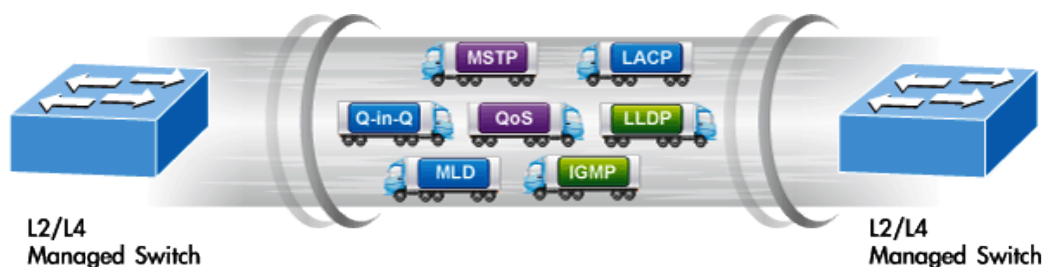 MSTP
LACP
Q-in-Q
QoS
LLDP
MLD
IGMP
L2/L4
Managed Switch
L2/L4
Managed Switch